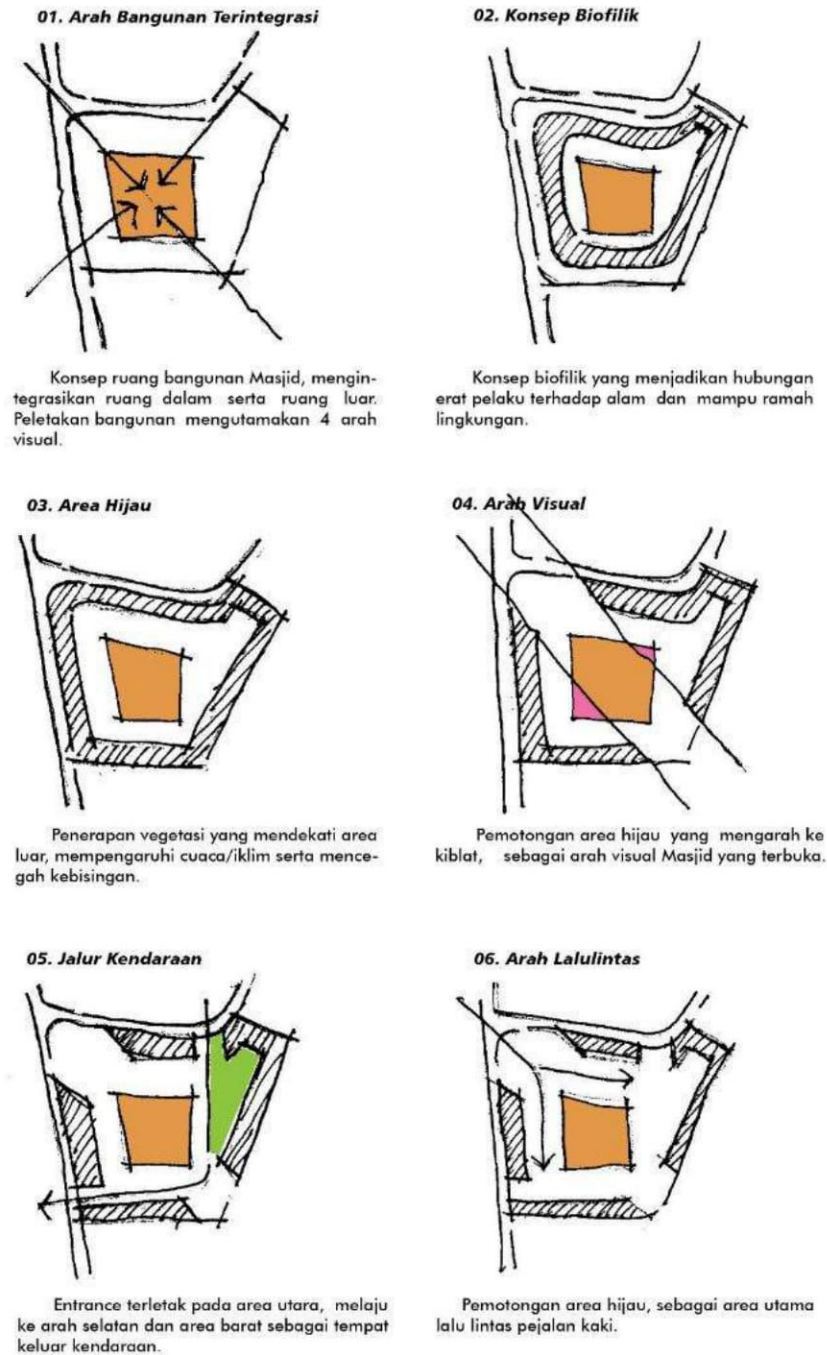 01. Arah Bangunan Terintegrasi
Konsep ruang bangunan Masjid, mengin-
tegrasikan ruang dalam serta ruang luar.
Peletakan bangunan mengutamakan 4 arah
visual.
02. Konsep Biofilik
Konsep biofilik yang menjadikan hubungan
erat pelaku terhadap alam dan mampu ramah
lingkungan.
03. Area Hijau
Penerapan vegetasi yang mendekati area
luar, mempengaruhi cuaca/iklim serta mence-
gah kebisingan.
04. Arah Visual
Pemotongan area hijau yang mengarah ke
kiblat, sebagai arah visual Masjid yang terbuka.
05. Jalur Kendaraan
Entrance terletak pada area utara, melaju
ke arah selatan dan area barat sebagai tempat
keluar kendaraan.
06. Arah Lalulintas
Pemotongan area hijau, sebagai area utama
lalu lintas pejalan kaki.